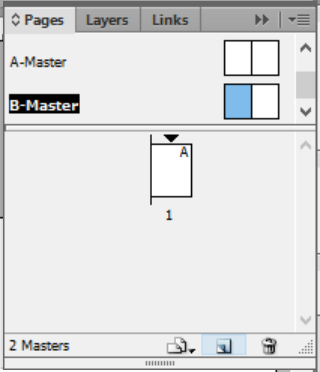 Pages Layers Links
A-Master
B-Master
A
1
2 Masters